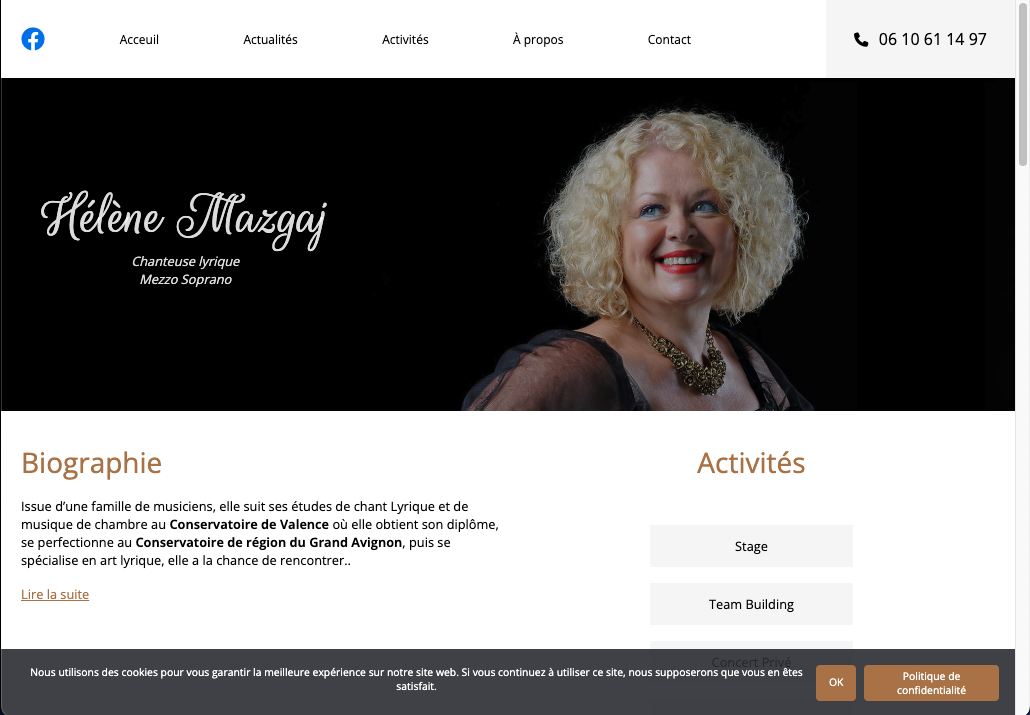 Acceul
Actualités
Activités
À propos
Contact
06 10 61 14 97
Hélène Mazgaj
Chanteuse lyrique
Mezzo Soprano
Biographie
Issue d’une famille de musiciens, elle suit ses études de chant Lyrique et de
musique de chambre au Conservatoire de Valence où elle obtient son diplôme,
se perfectionne au Conservatoire de région du Grand Avignon, puis se
spécialise en art lyrique, elle a la chance de rencontrer..
Lire la suite
Activités
Stage
Team Building
Concert Privé
Nous utilisons des cookies pour vous garantir la meilleure expérience sur notre site web. Si vous continuez à utiliser ce site, nous supposerons que vous en êtes
satisfait.
OK
Politique de
confidentialité